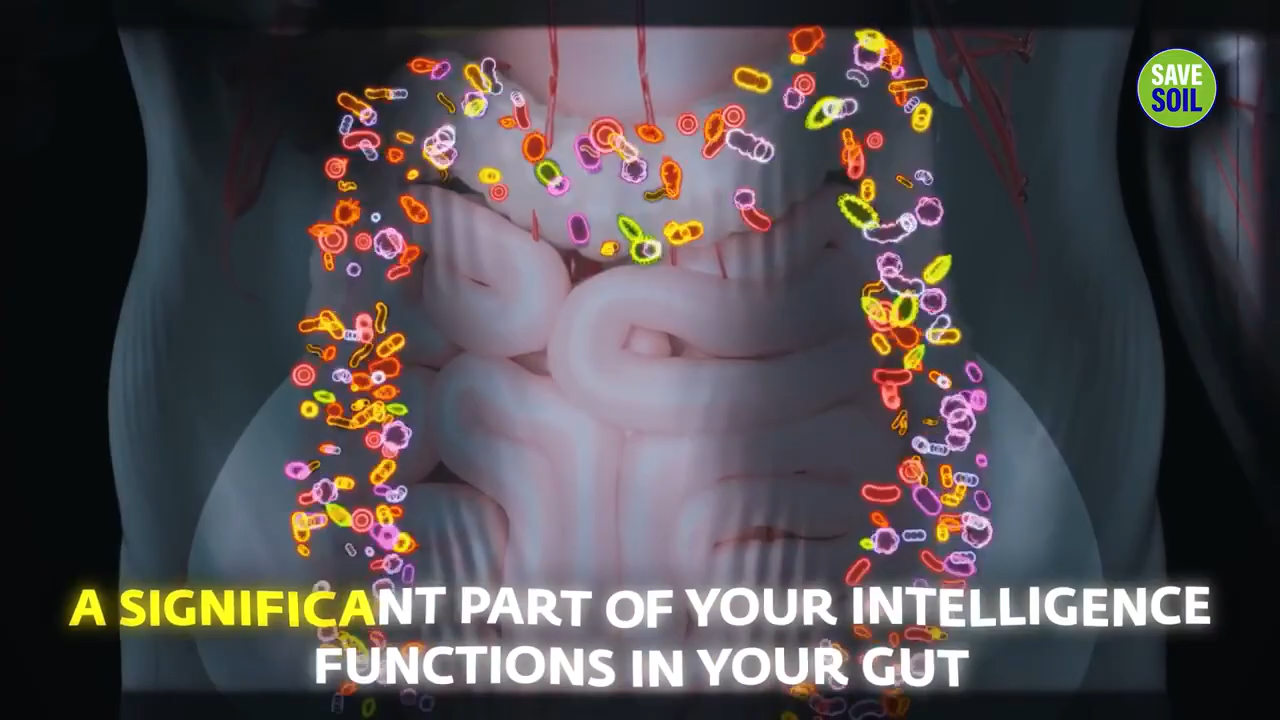 SAVE
SOIL
A SIGNIFICANT PART OF YOUR INTELLIGENCE
FUNCTIONS IN YOUR GUT